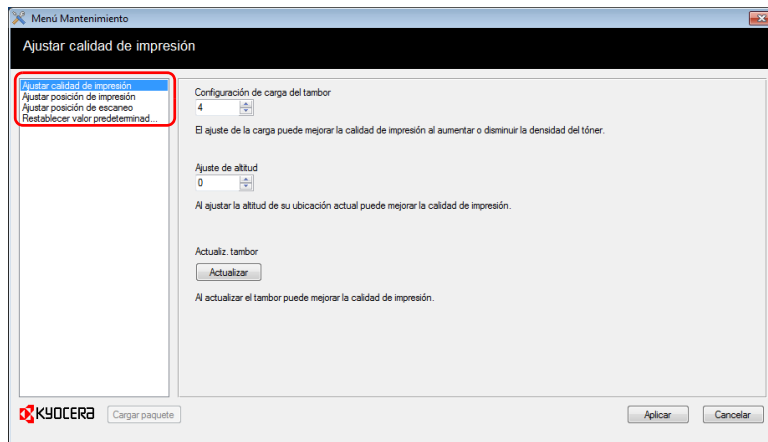 Menú Mantenimiento
Ajustar calidad de impresión
Ajustar calidad de impresión
Ajustar posición de impresión
Ajustar posición de escaneo
Restablecer valor predeterminad...
Configuración de carga del tambor
4
El ajuste de la carga puede mejorar la calidad de impresión al aumentar o disminuir la densidad del tóner.
Ajuste de altitud
0
Al ajustar la altitud de su ubicación actual puede mejorar la calidad de impresión.
Actualiz. tambor
Actualizar
Al actualizar el tambor puede mejorar la calidad de impresión.
KYOCERA Cargar paquete Aplicar Cancelar